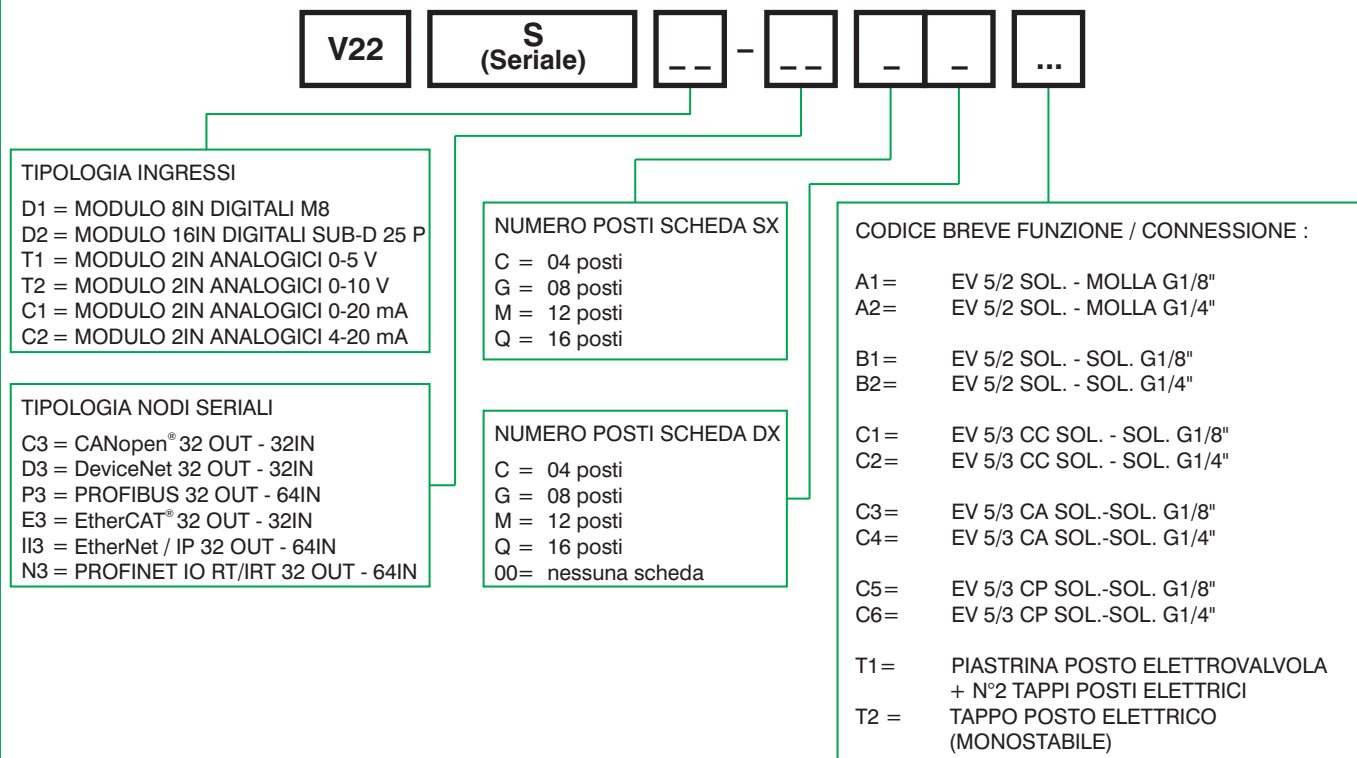 V22 S (Seriale) _ _ – _ _ _ _ ...
TIPOLOGIA INGRESSI
D1 = MODULO 8IN DIGITALI M8
D2 = MODULO 16IN DIGITALI SUB-D 25 P
T1 = MODULO 2IN ANALOGICI 0-5 V
T2 = MODULO 2IN ANALOGICI 0-10 V
C1 = MODULO 2IN ANALOGICI 0-20 mA
C2 = MODULO 2IN ANALOGICI 4-20 mA
TIPOLOGIA NODI SERIALI
C3 = CANopen® 32 OUT - 32IN
D3 = DeviceNet 32 OUT - 32IN
P3 = PROFIBUS 32 OUT - 64IN
E3 = EtherCAT® 32 OUT - 32IN
II3 = EtherNet / IP 32 OUT - 64IN
N3 = PROFINET IO RT/IRT 32 OUT - 64IN
NUMERO POSTI SCHEDA SX
C = 04 posti
G = 08 posti
M = 12 posti
Q = 16 posti
NUMERO POSTI SCHEDA DX
C = 04 posti
G = 08 posti
M = 12 posti
Q = 16 posti
00= nessuna scheda
CODICE BREVE FUNZIONE / CONNESSIONE :
A1= EV 5/2 SOL. - MOLLA G1/8"
A2= EV 5/2 SOL. - MOLLA G1/4"
B1= EV 5/2 SOL. - SOL. G1/8"
B2= EV 5/2 SOL. - SOL. G1/4"
C1= EV 5/3 CC SOL. - SOL. G1/8"
C2= EV 5/3 CC SOL. - SOL. G1/4"
C3= EV 5/3 CA SOL.-SOL. G1/8"
C4= EV 5/3 CA SOL.-SOL. G1/4"
C5= EV 5/3 CP SOL.-SOL. G1/8"
C6= EV 5/3 CP SOL.-SOL. G1/4"
T1= PIASTRINA POSTO ELETTROVALVOLA
+ N°2 TAPPI POSTI ELETTRICI
T2 = TAPPO POSTO ELETTRICO
(MONOSTABILE)